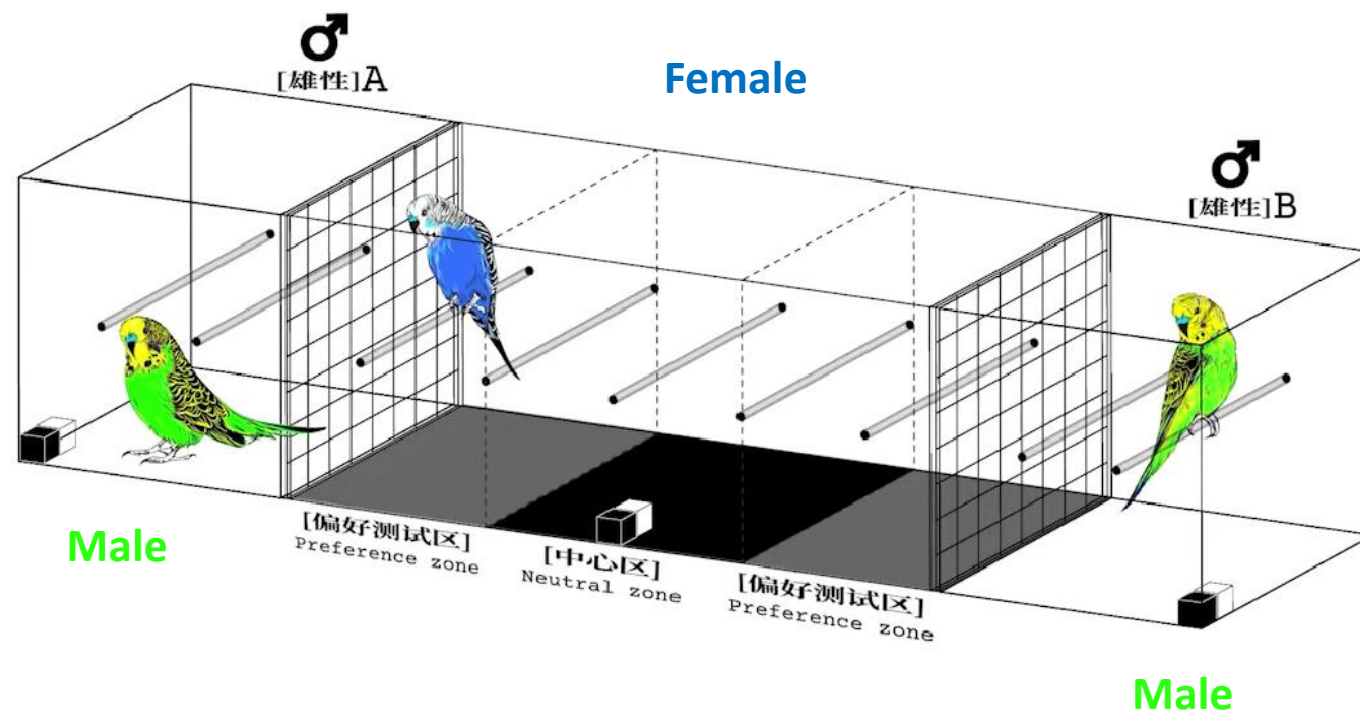 ♂
[雄性]A
Female
♂
[雄性]B
[偏好测试区]
Preference zone
[中心区]
Neutral zone
[偏好测试区]
Preference zone
Male
Male